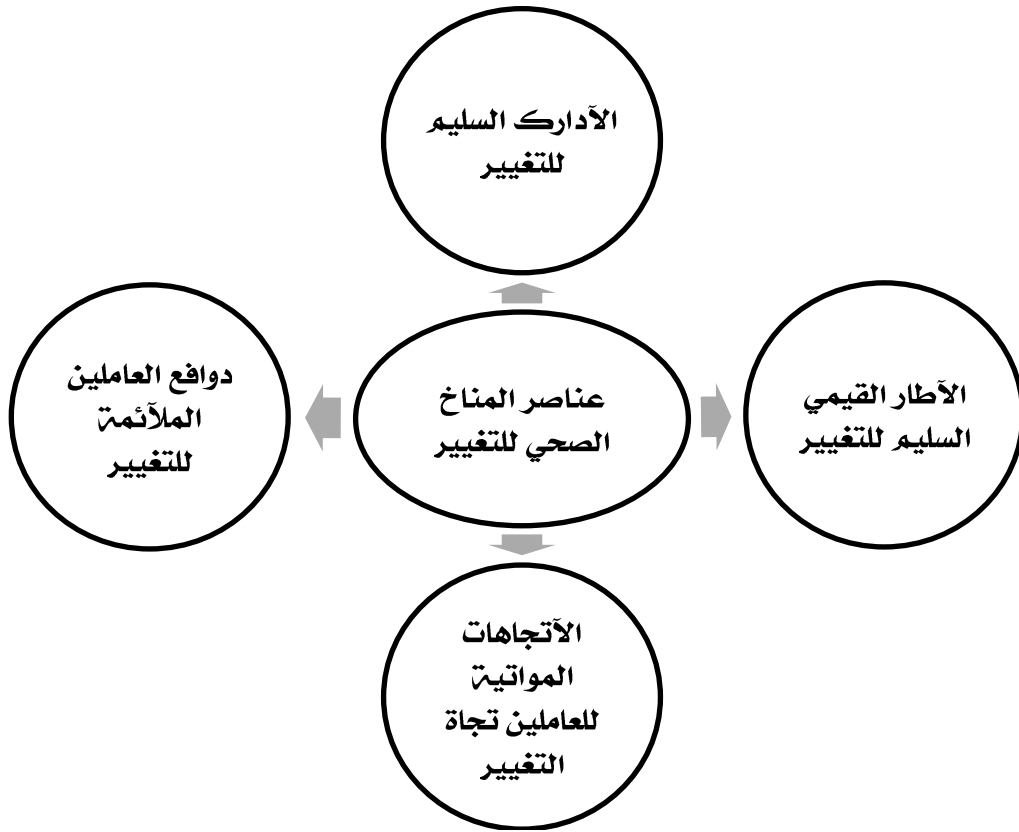 الآدارك السليم
للتغيير
عناصر المناخ
الصحي للتغيير
الآطار القيمي
السليم للتغيير
دوافع العاملين
الملآئمة
للتغيير
الآتجاهات
المواتية
للعاملين تجاة
التغيير